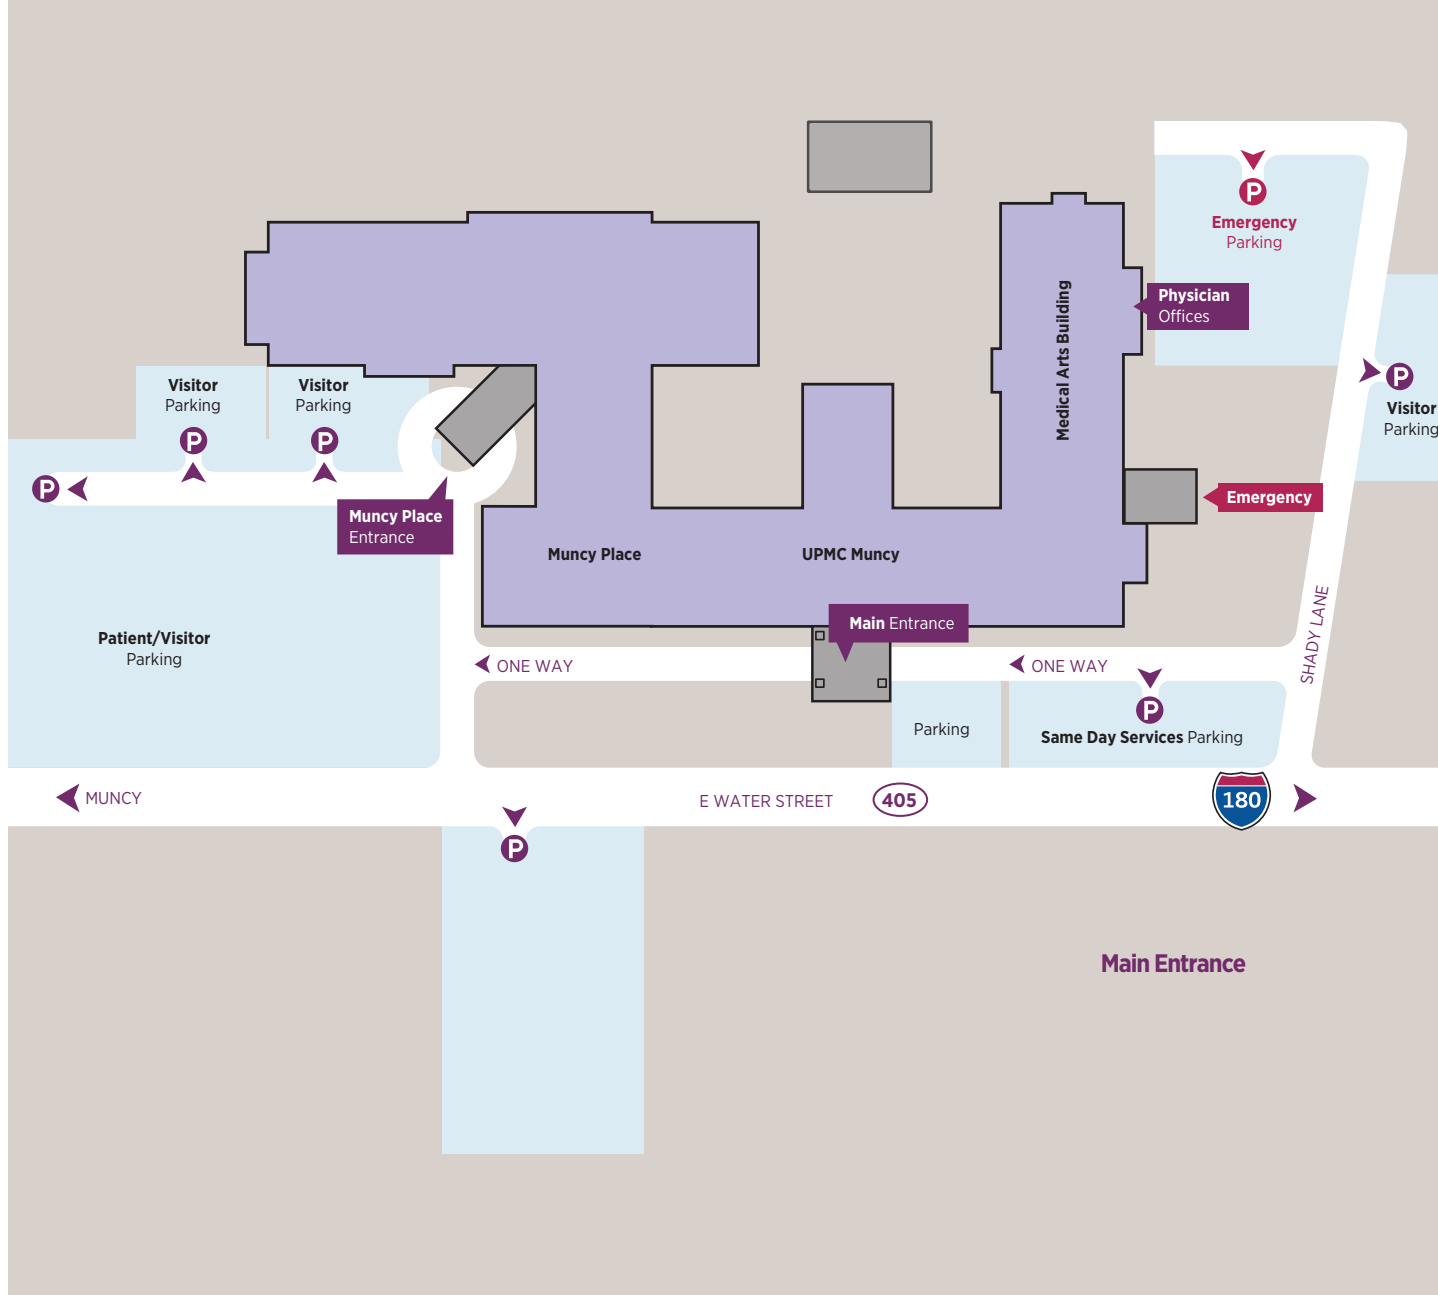 P
Emergency
Parking
Medical Arts Building
Physician
Offices
Visitor
Parking
P
Visitor
Parking
P
P
Visitor
Parking
P
Muncy Place
Entrance
Emergency
Muncy Place
UPMC Muncy
Main Entrance
Patient/Visitor
Parking
ONE WAY
ONE WAY
SHADY LANE
P
Parking
Same Day Services Parking
MUNCY
E WATER STREET
405
180
P
Main Entrance